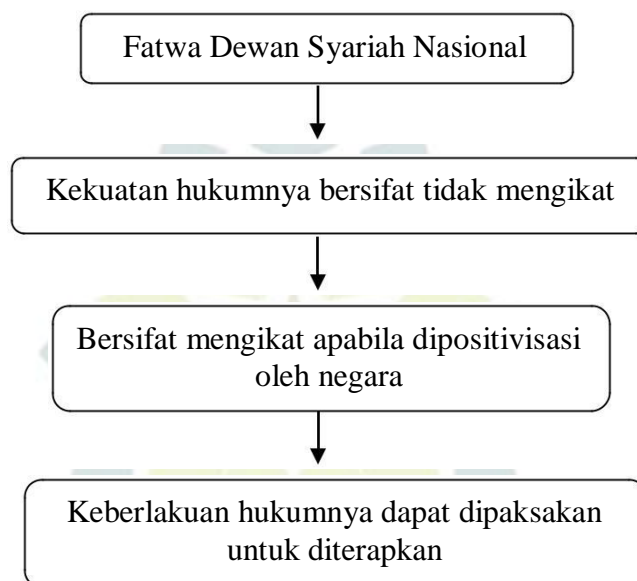 Fatwa Dewan Syariah Nasional
Kekuatan hukumnya bersifat tidak mengikat
Bersifat mengikat apabila dipositivisasi
oleh negara
Keberlakuan hukumnya dapat dipaksakan
untuk diterapkan